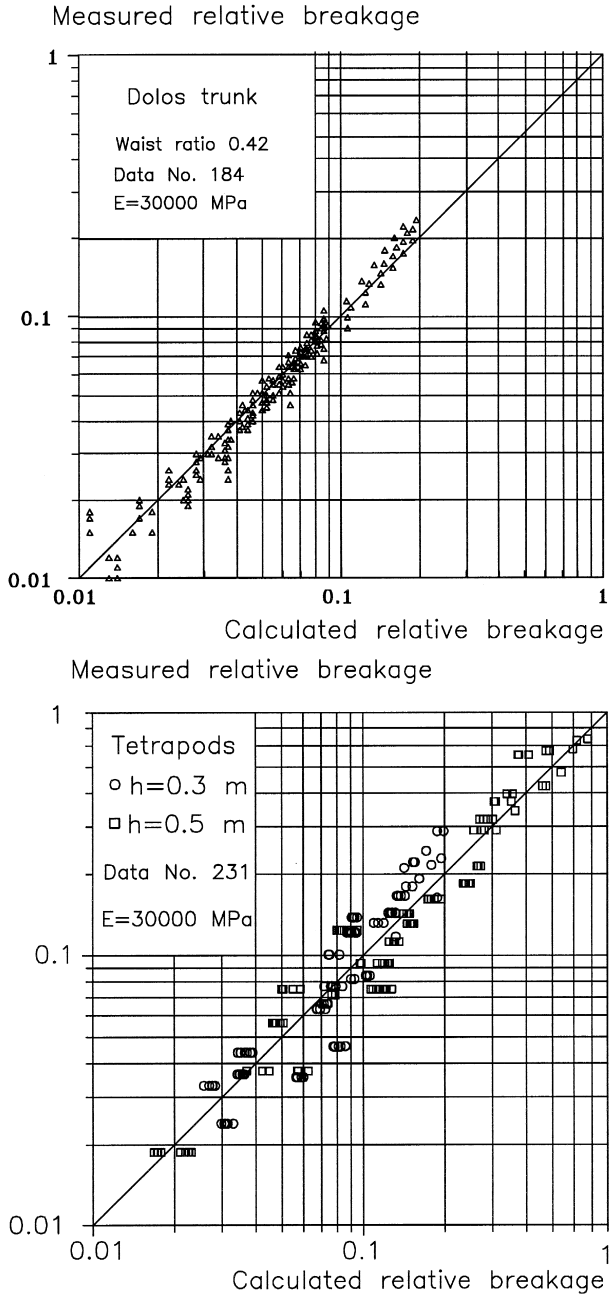 Measured relative breakage
1
Dolos trunk
Waist ratio 0.42
Data No. 184
E=30000 MPa
0.1
0.01
0.01 0.1 1
Calculated relative breakage
Measured relative breakage
1
Tetrapods
h=0.3 m
h=0.5 m
Data No. 231
E=30000 MPa
0.1
0.01
0.01 0.1 1
Calculated relative breakage